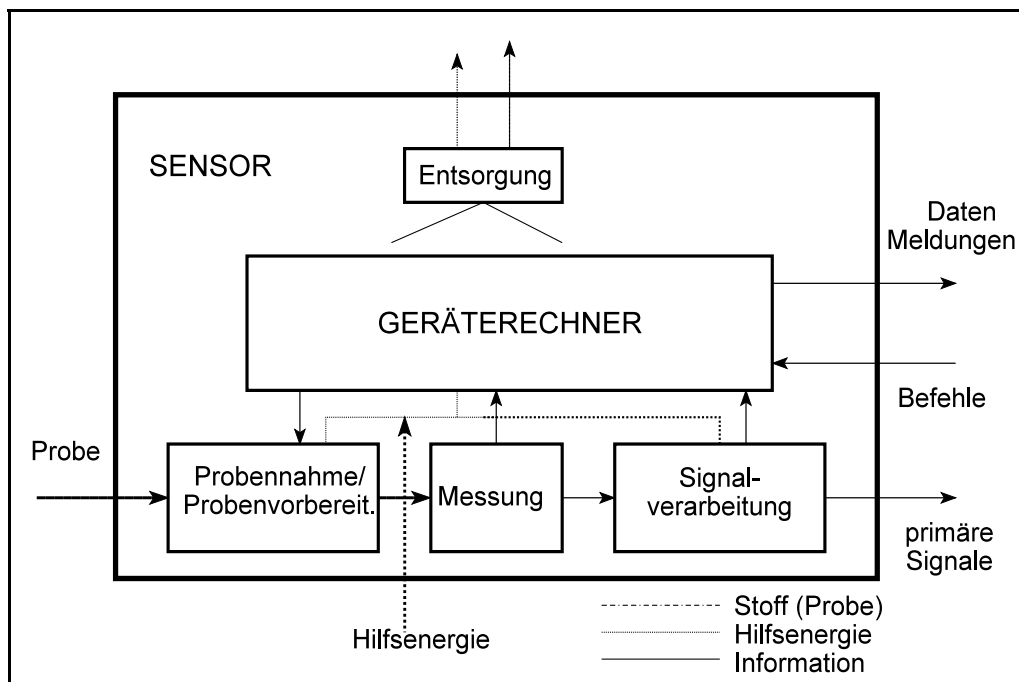 SENSOR
Entsorgung
Daten
Meldungen
GERÄTERECHNER
Befehle
Probe
Probennahme/
Probenvorbereit.
Messung
Signal-
verarbeitung
primäre
Signale
Hilfsenergie
Stoff (Probe)
Hilfsenergie
Information